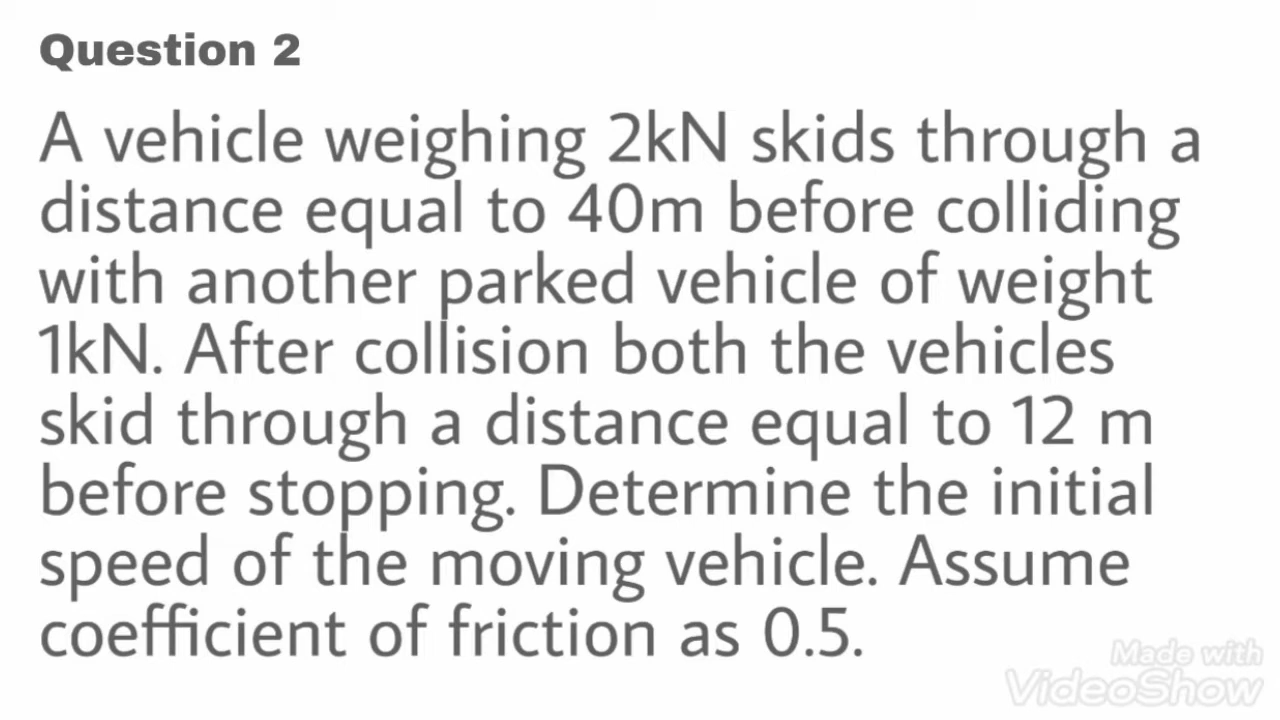 Question 2
A vehicle weighing 2kN skids through a
distance equal to 40m before colliding
with another parked vehicle of weight
1kN. After collision both the vehicles
skid through a distance equal to 12 m
before stopping. Determine the initial
speed of the moving vehicle. Assume
coefficient of friction as 0.5.
Made with
VideoShow